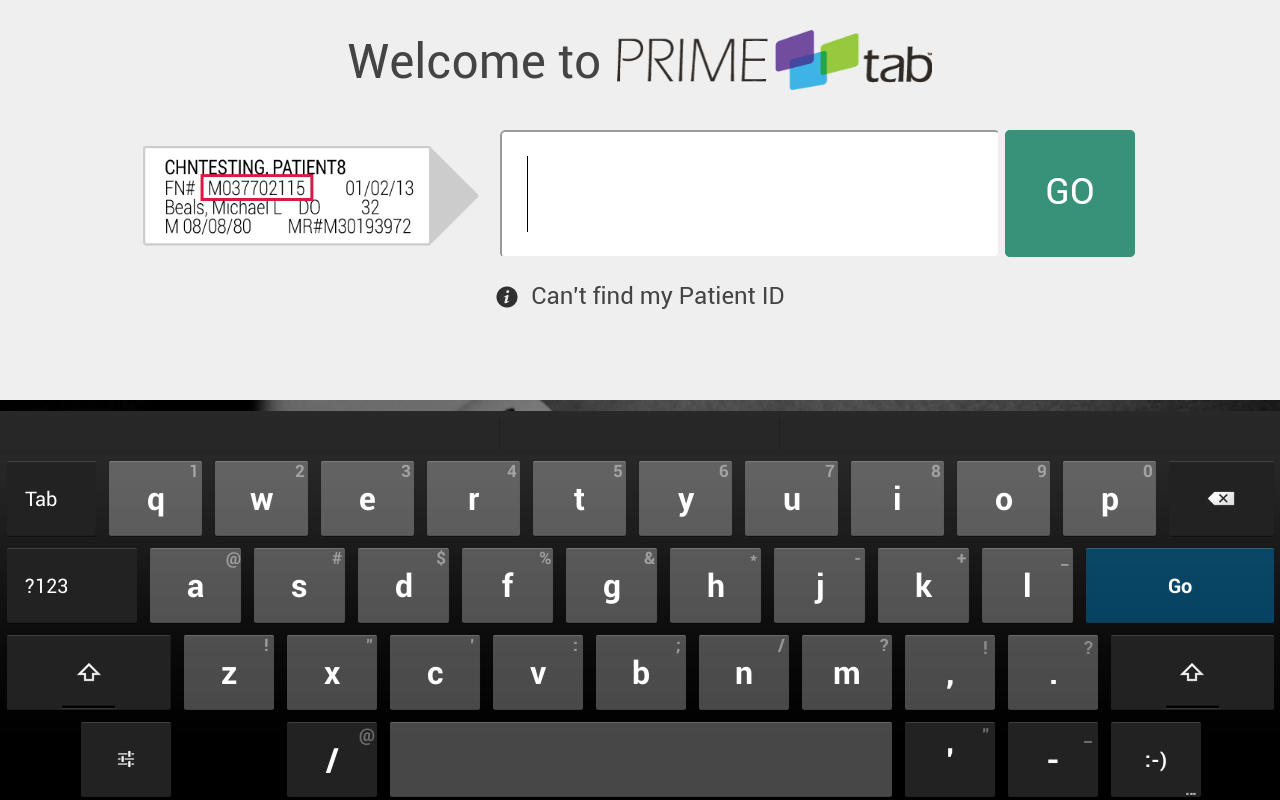 Welcome to PRIME tab™
CHNTESTING, PATIENT8
FN# M037702115 01/02/13
Beals, Michael L DO 32
M 08/08/80 MR#M30193972
GO
i Can't find my Patient ID
1 2 3 4 5 6 7 8 9 0
Tab q w e r t y u i o p
@ # $ % & * - + _
?123 a s d f g h j k l Go
! " ' : ; / ? ! ?
z x c v b n m , .
@ " _
/ ' - :-)
...